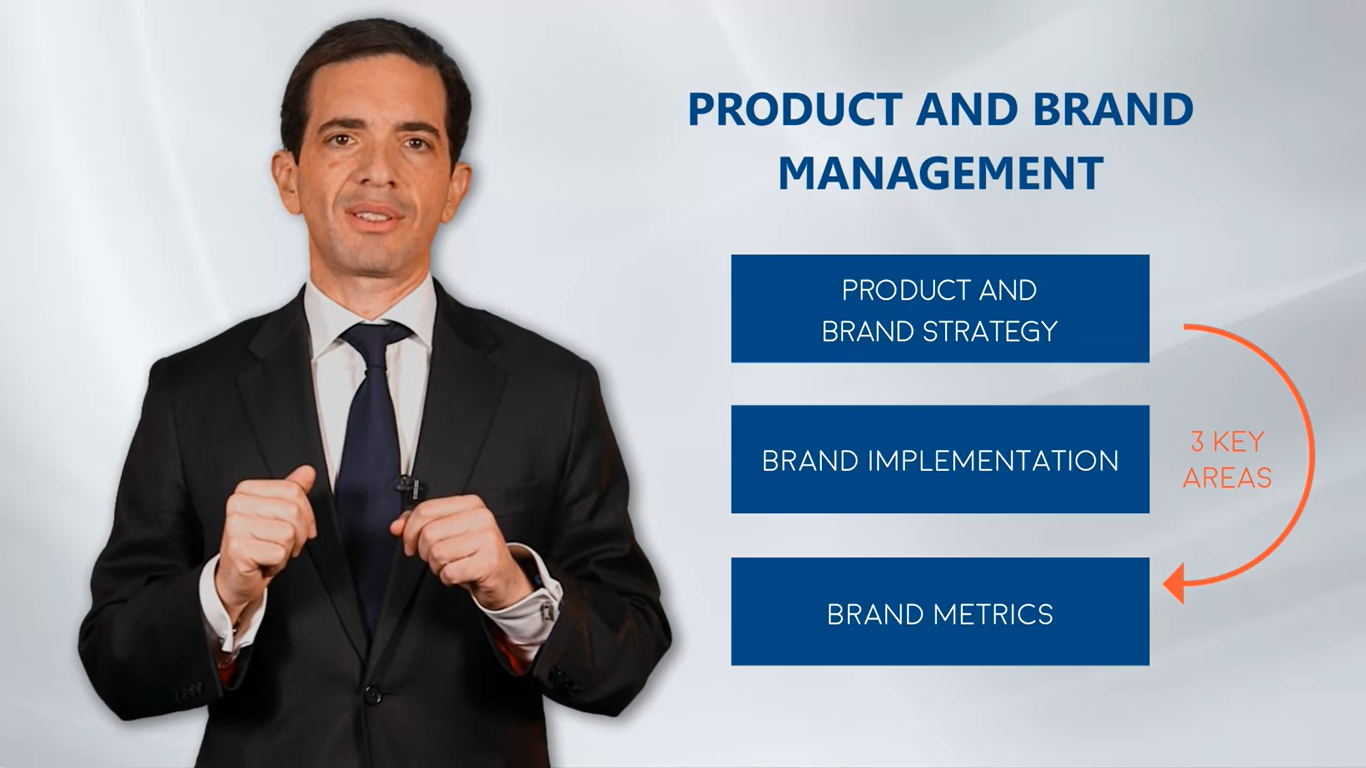 PRODUCT AND BRAND
MANAGEMENT
PRODUCT AND
BRAND STRATEGY
BRAND IMPLEMENTATION
3 KEY
AREAS
BRAND METRICS